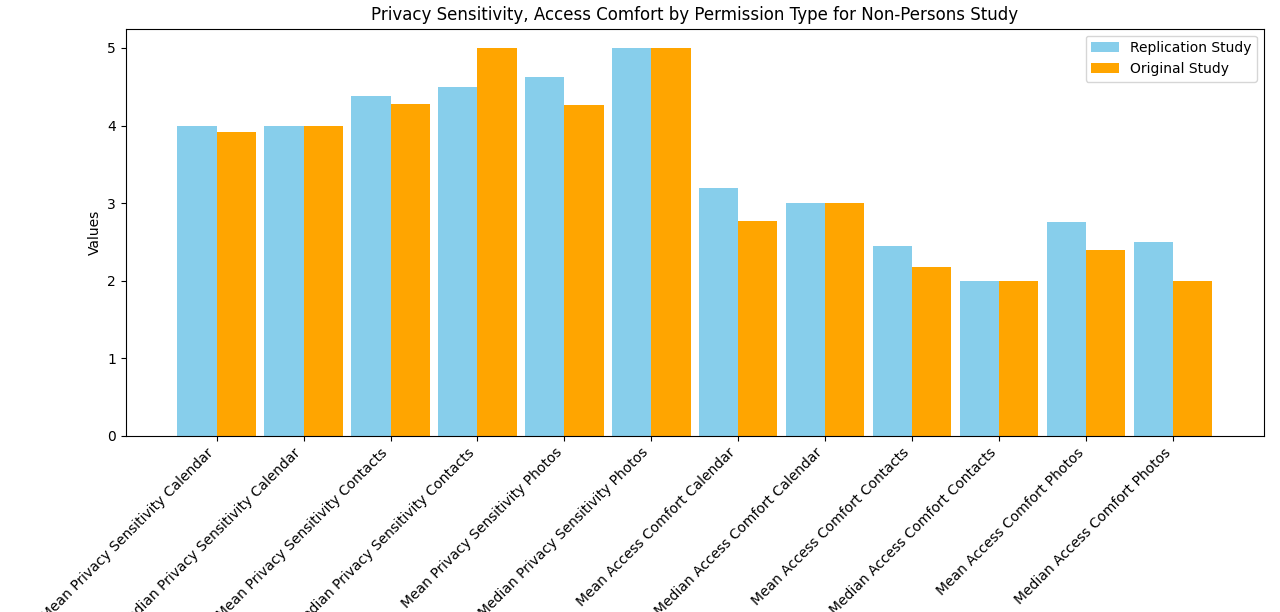 Privacy Sensitivity, Access Comfort by Permission Type for Non-Persons Study
Replication Study
Original Study
Values
5
4
3
2
1
0
Mean Privacy Sensitivity Calendar
dian Privacy Sensitivity Calendar
Mean Privacy Sensitivity Contacts
edian Privacy Sensitivity Contacts
Mean Privacy Sensitivity Photos
Median Privacy Sensitivity Photos
Mean Access Comfort Calendar
Median Access Comfort Calendar
Mean Access Comfort Contacts
Median Access Comfort Contacts
Mean Access Comfort Photos
Median Access Comfort Photos